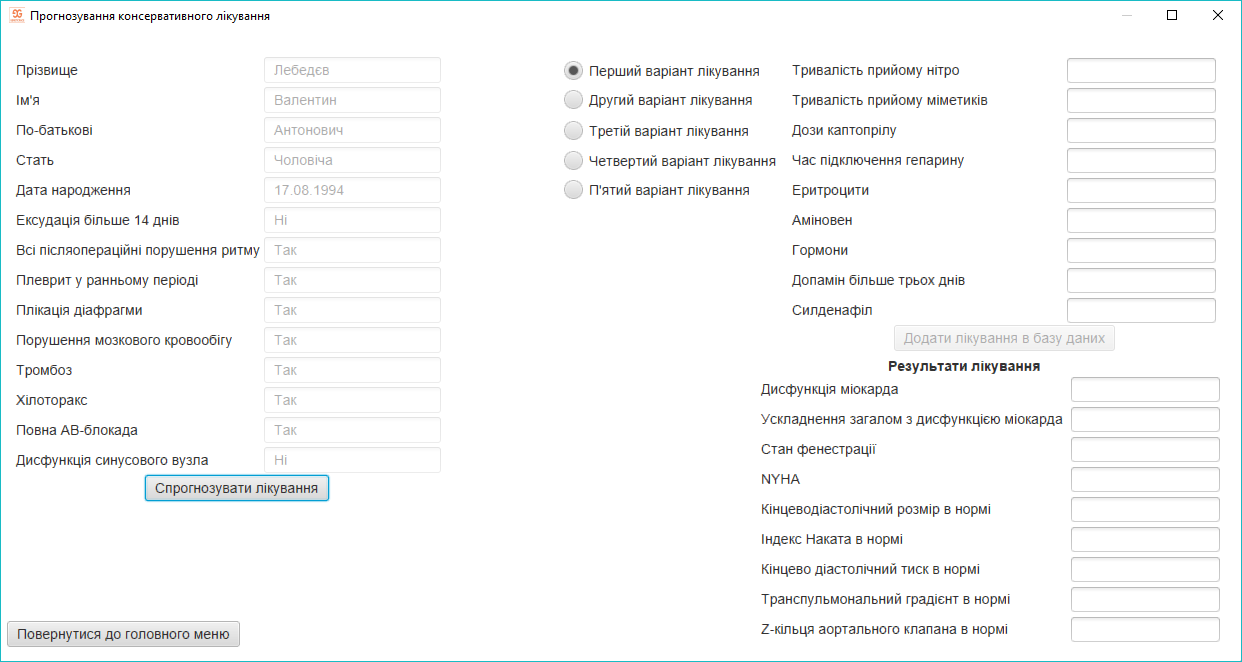 Прогнозування консервативного лікування
Прізвище Лебедєв
Ім'я Валентин
По-батькові Антонович
Стать Чоловіча
Дата народження 17.08.1994
Ексудація більше 14 днів Ні
Всі післяопераційні порушення ритму Так
Плеврит у ранньому періоді Так
Плікація діафрагми Так
Порушення мозкового кровообігу Так
Тромбоз Так
Хілоторакс Так
Повна АВ-блокада Так
Дисфункція синусового вузла Ні
Спрогнозувати лікування
Повернутися до головного меню
Перший варіант лікування
Другий варіант лікування
Третій варіант лікування
Четвертий варіант лікування
П'ятий варіант лікування
Тривалість прийому нітро
Тривалість прийому міметиків
Дози каптопрілу
Час підключення гепарину
Еритроцити
Аміновен
Гормони
Допамін більше трьох днів
Силденафіл
Додати лікування в базу даних
Результати лікування
Дисфункція міокарда
Ускладнення загалом з дисфункцією міокарда
Стан фенестрації
NYHA
Кінцеводіастолічний розмір в нормі
Індекс Наката в нормі
Кінцево діастолічний тиск в нормі
Транспульмональний градієнт в нормі
Z-кільця аортального клапана в нормі